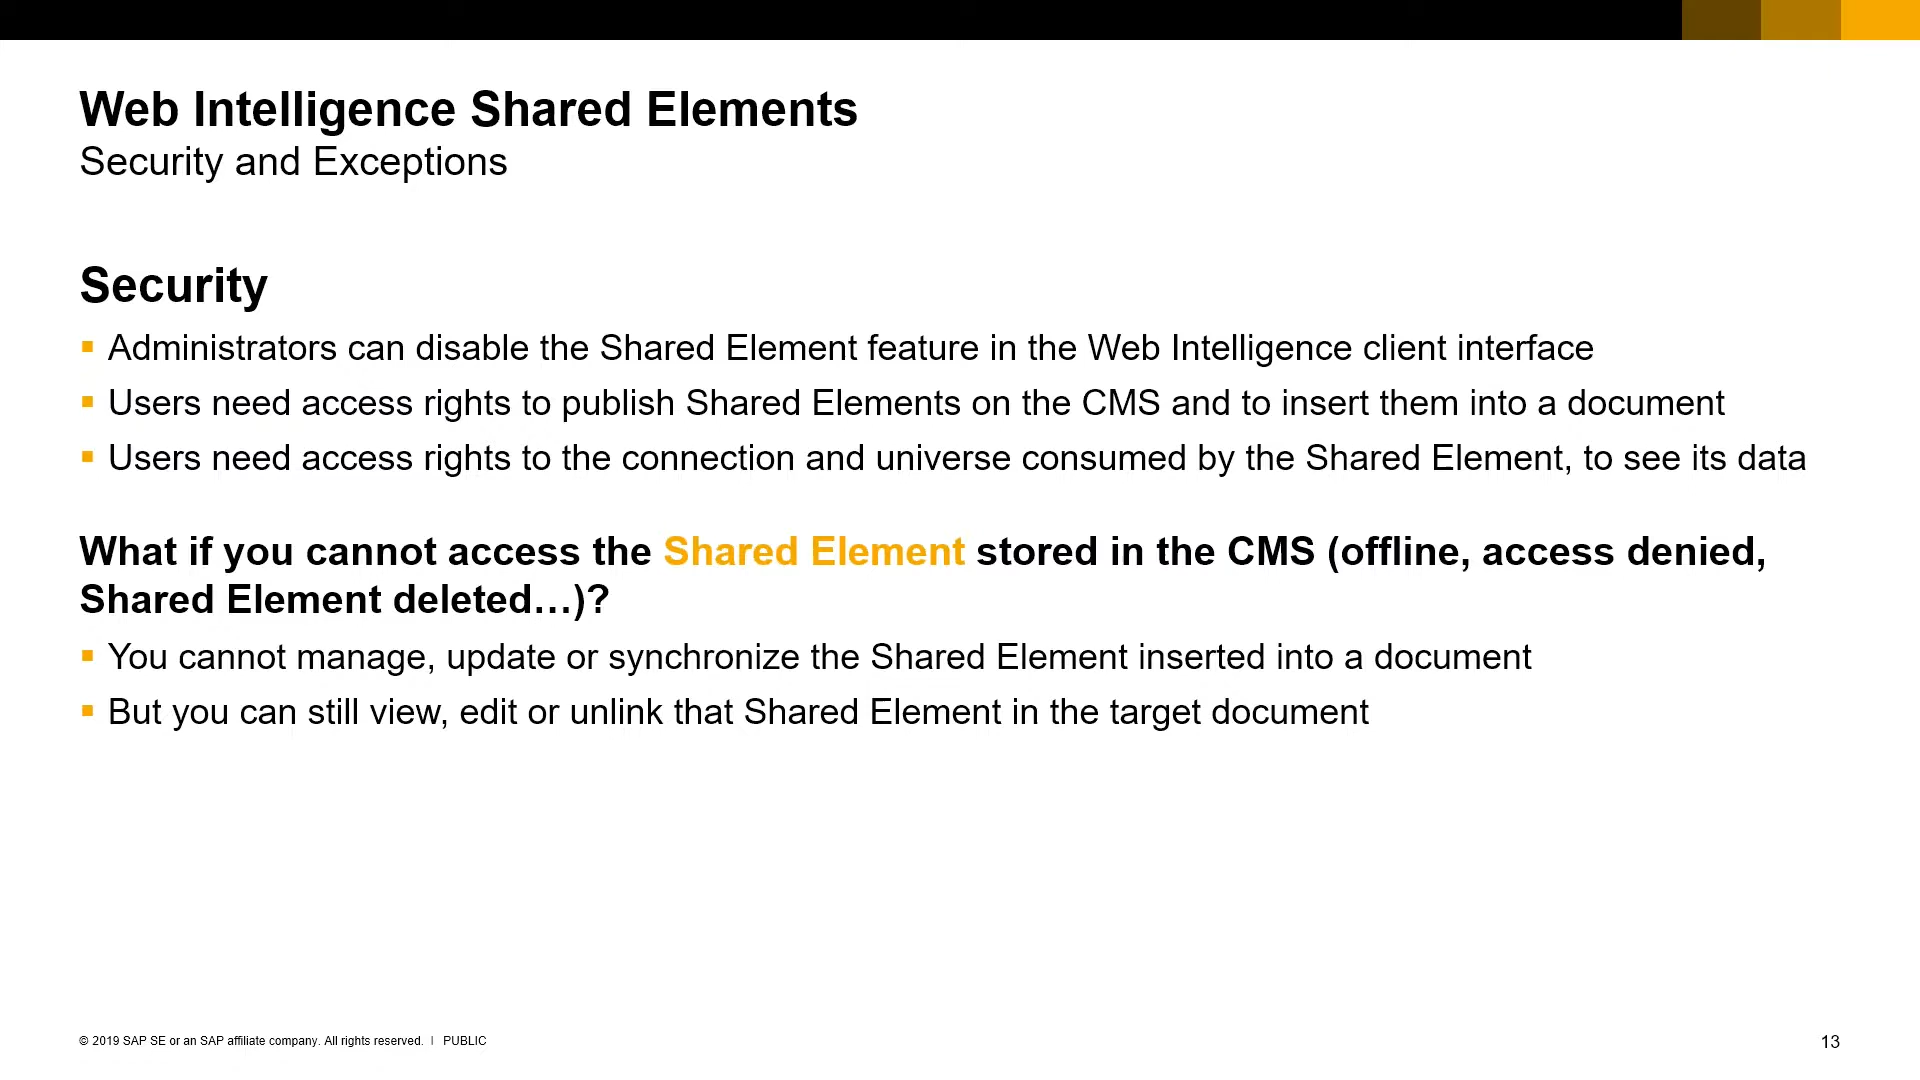 Web Intelligence Shared Elements
Security and Exceptions
Security
▪ Administrators can disable the Shared Element feature in the Web Intelligence client interface
▪ Users need access rights to publish Shared Elements on the CMS and to insert them into a document
▪ Users need access rights to the connection and universe consumed by the Shared Element, to see its data
What if you cannot access the Shared Element stored in the CMS (offline, access denied,
Shared Element deleted…)?
▪ You cannot manage, update or synchronize the Shared Element inserted into a document
▪ But you can still view, edit or unlink that Shared Element in the target document
© 2019 SAP SE or an SAP affiliate company. All rights reserved. | PUBLIC
13